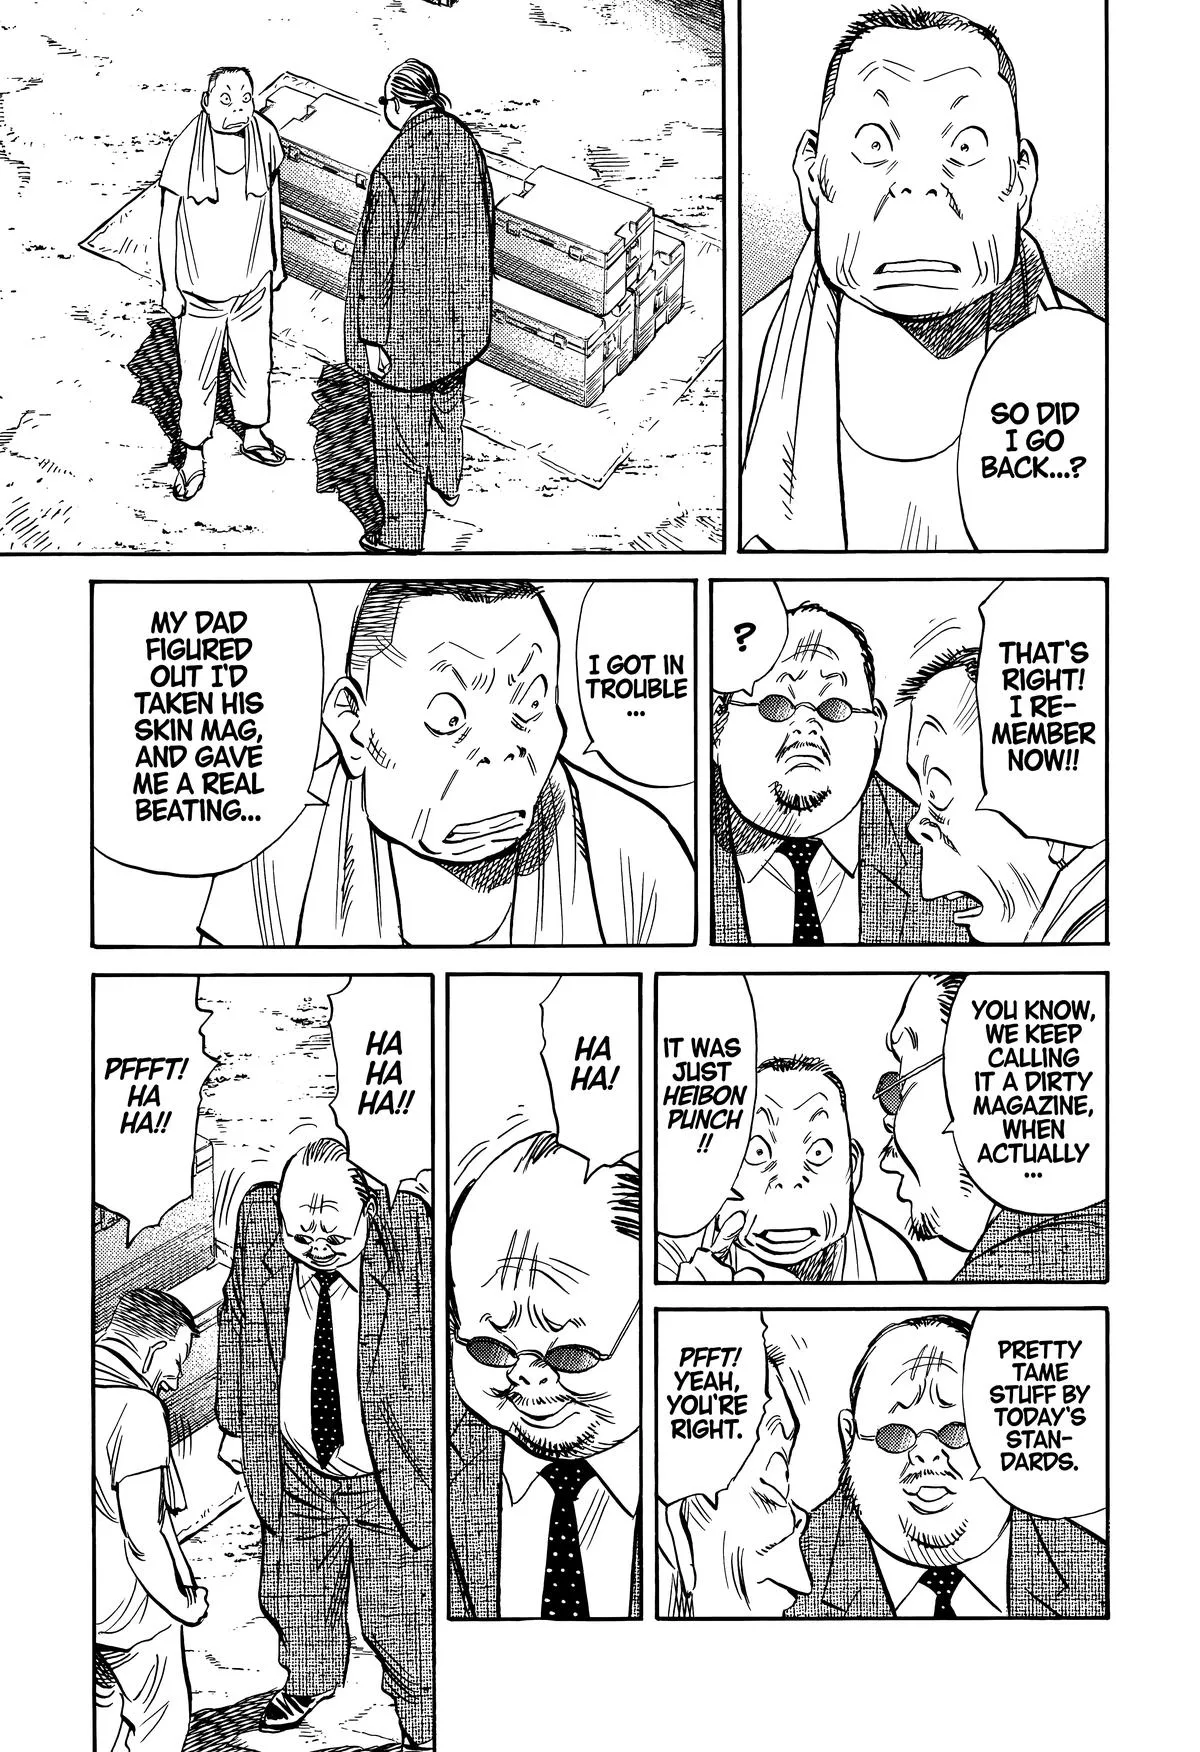 SO DID
I GO
BACK...?
THAT'S
RIGHT!
I RE-
MEMBER
NOW!!
?
I GOT IN
TROUBLE
...
MY DAD
FIGURED
OUT I'D
TAKEN HIS
SKIN MAG,
AND GAVE
ME A REAL
BEATING...
YOU KNOW,
WE KEEP
CALLING
IT A DIRTY
MAGAZINE,
WHEN
ACTUALLY
...
IT WAS
JUST
HEIBON
PUNCH
!!
PRETTY
TAME
STUFF BY
TODAY'S
STAN-
DARDS.
PFFT!
YEAH,
YOU'RE
RIGHT.
HA
HA!
HA
HA
HA!!
PFFFT!
HA
HA!!